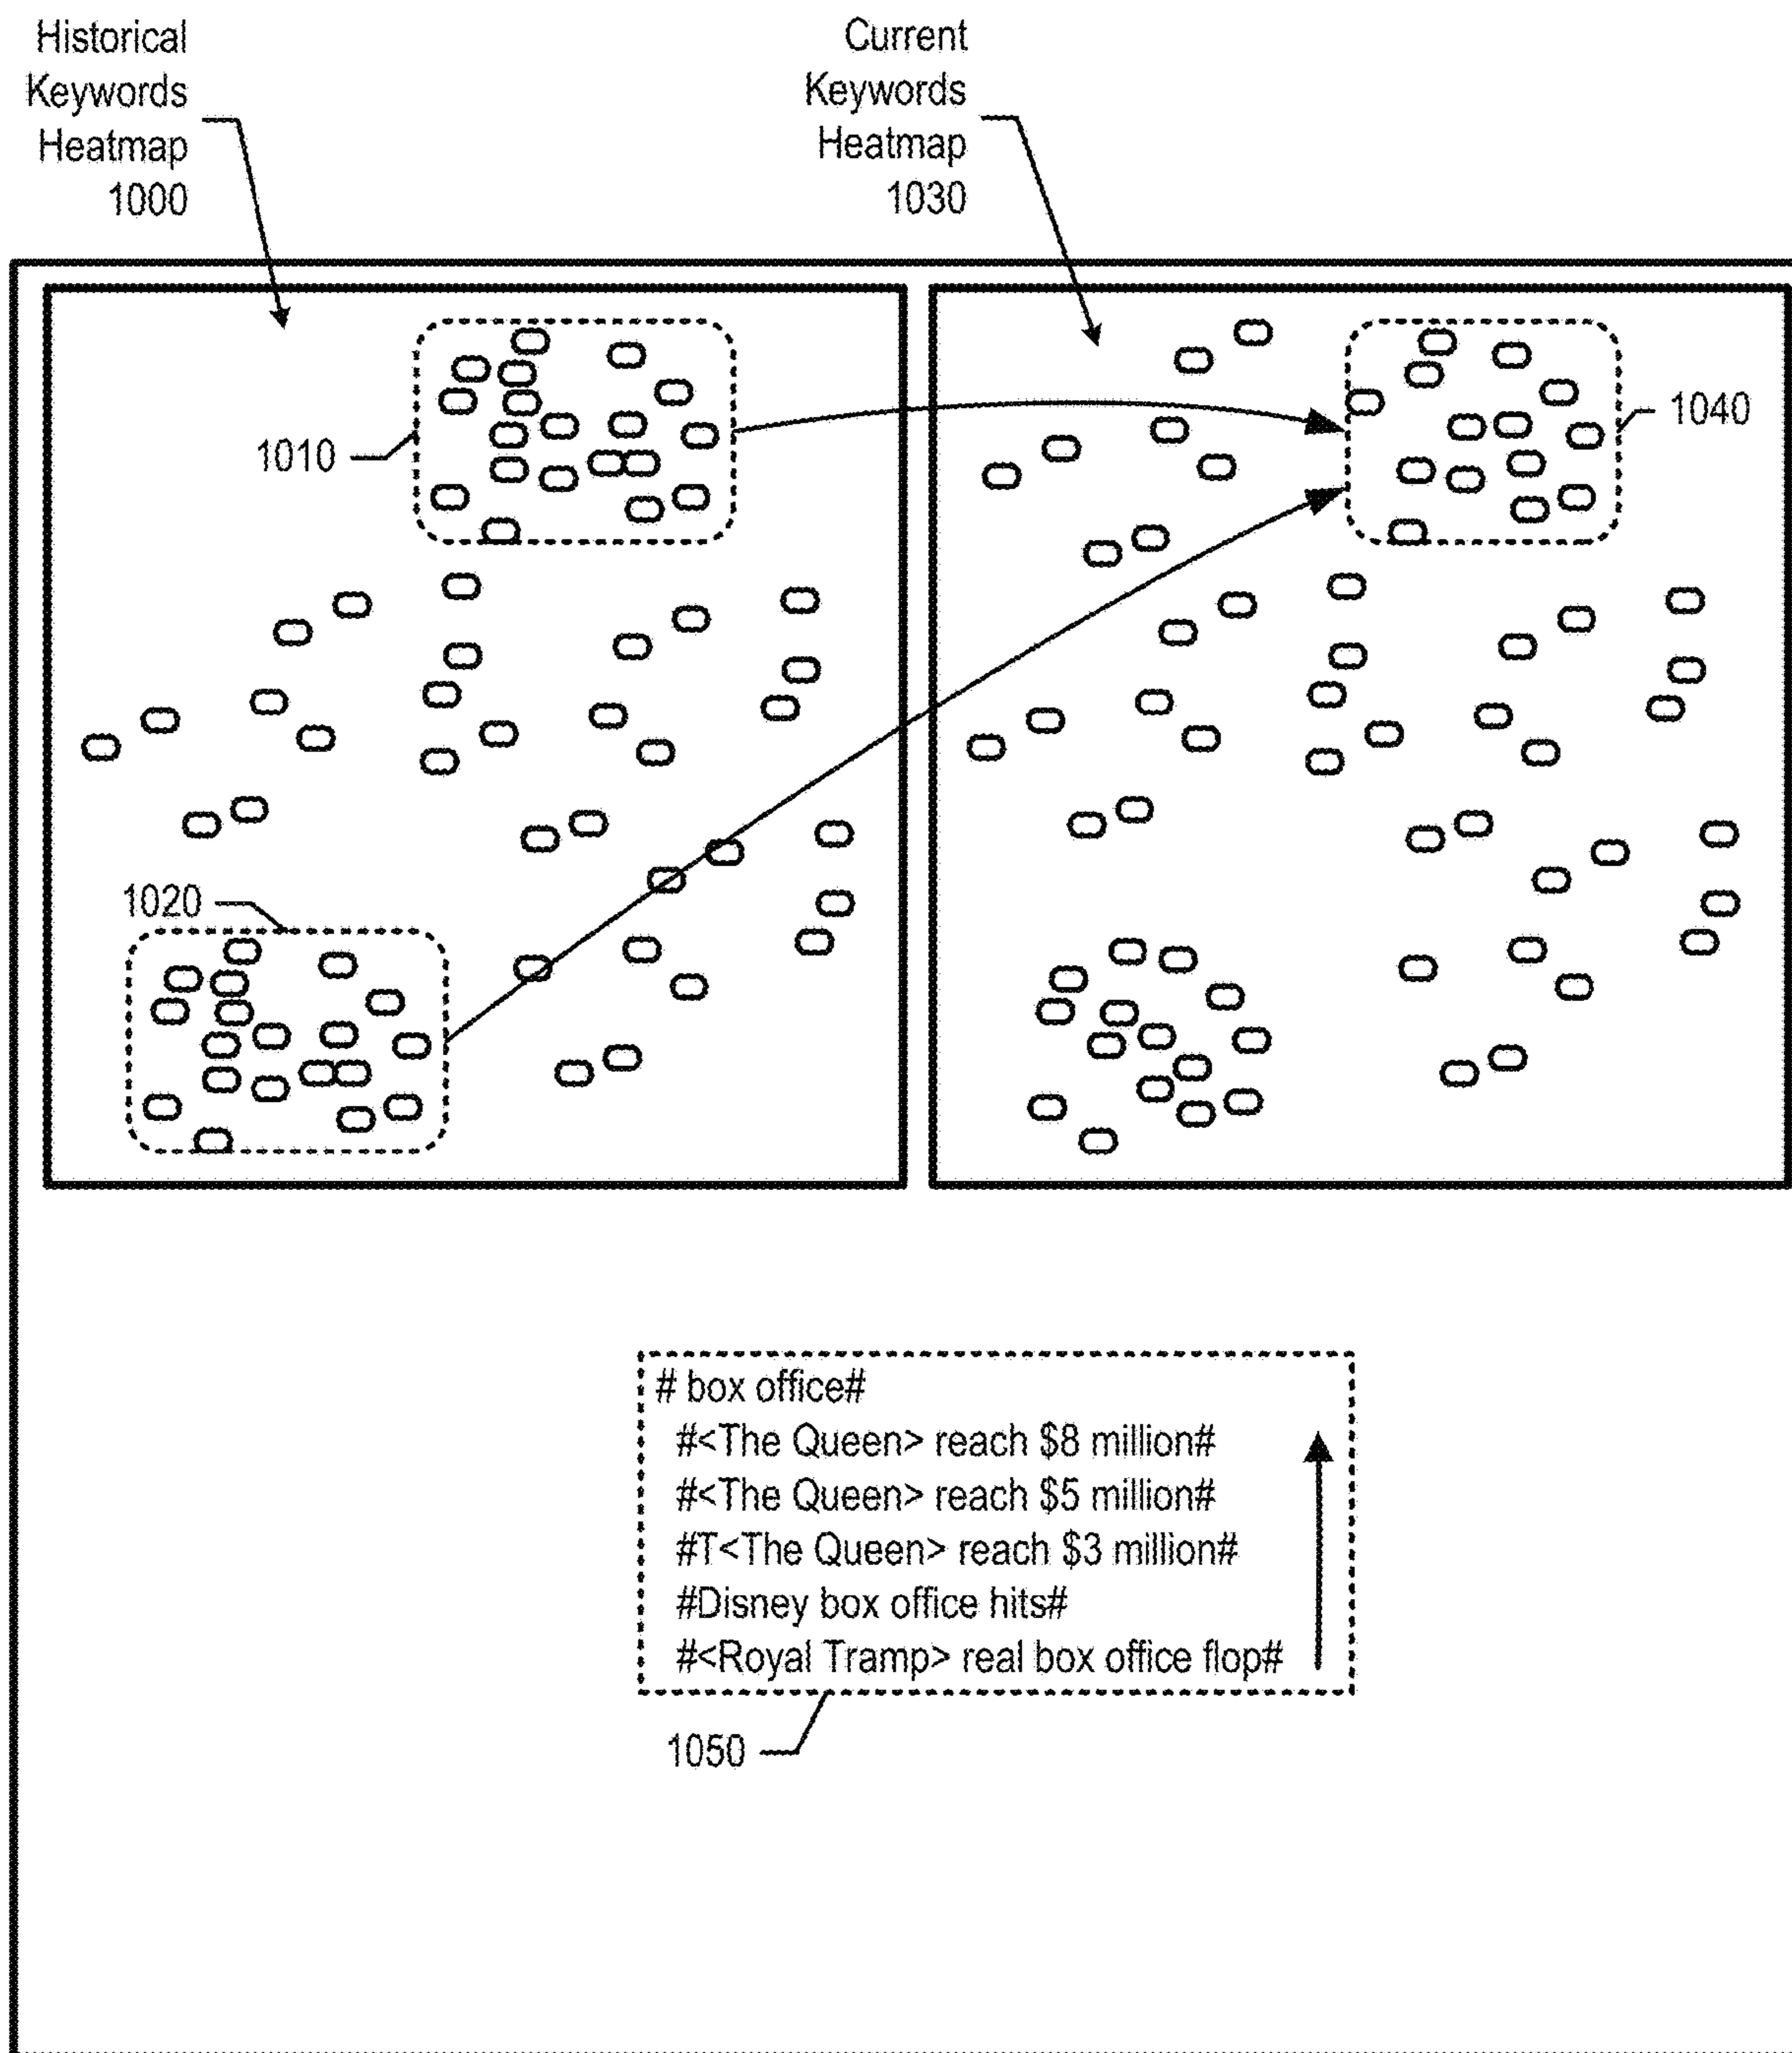 Historical
Keywords
Heatmap
1000
Current
Keywords
Heatmap
1030
1010
1040
1020
# box office#
#<The Queen> reach $8 million#
#<The Queen> reach $5 million#
#T<The Queen> reach $3 million#
#Disney box office hits#
#<Royal Tramp> real box office flop#
1050